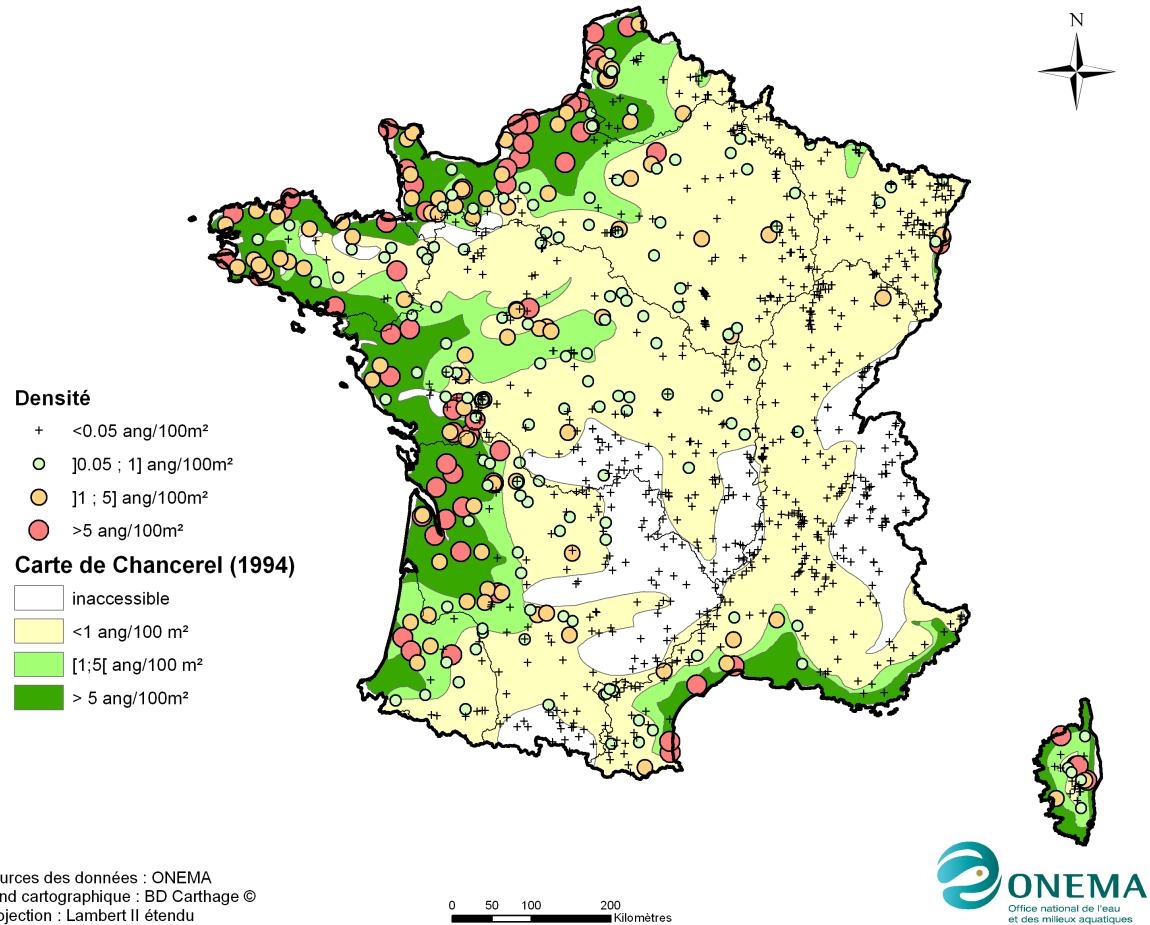 N
Densité
<0.05 ang/100m²
]0.05 ; 1] ang/100m²
]1 ; 5] ang/100m²
>5 ang/100m²
Carte de Chancerel (1994)
inaccessible
<1 ang/100 m²
[1;5[ ang/100 m²
> 5 ang/100m²
urces des données : ONEMA
nd cartographique : BD Carthage ©
ojection : Lambert II étendu
0 50 100 200
Kilomètres
ONEMA
Office national de l'eau
et des milieux aquatiques